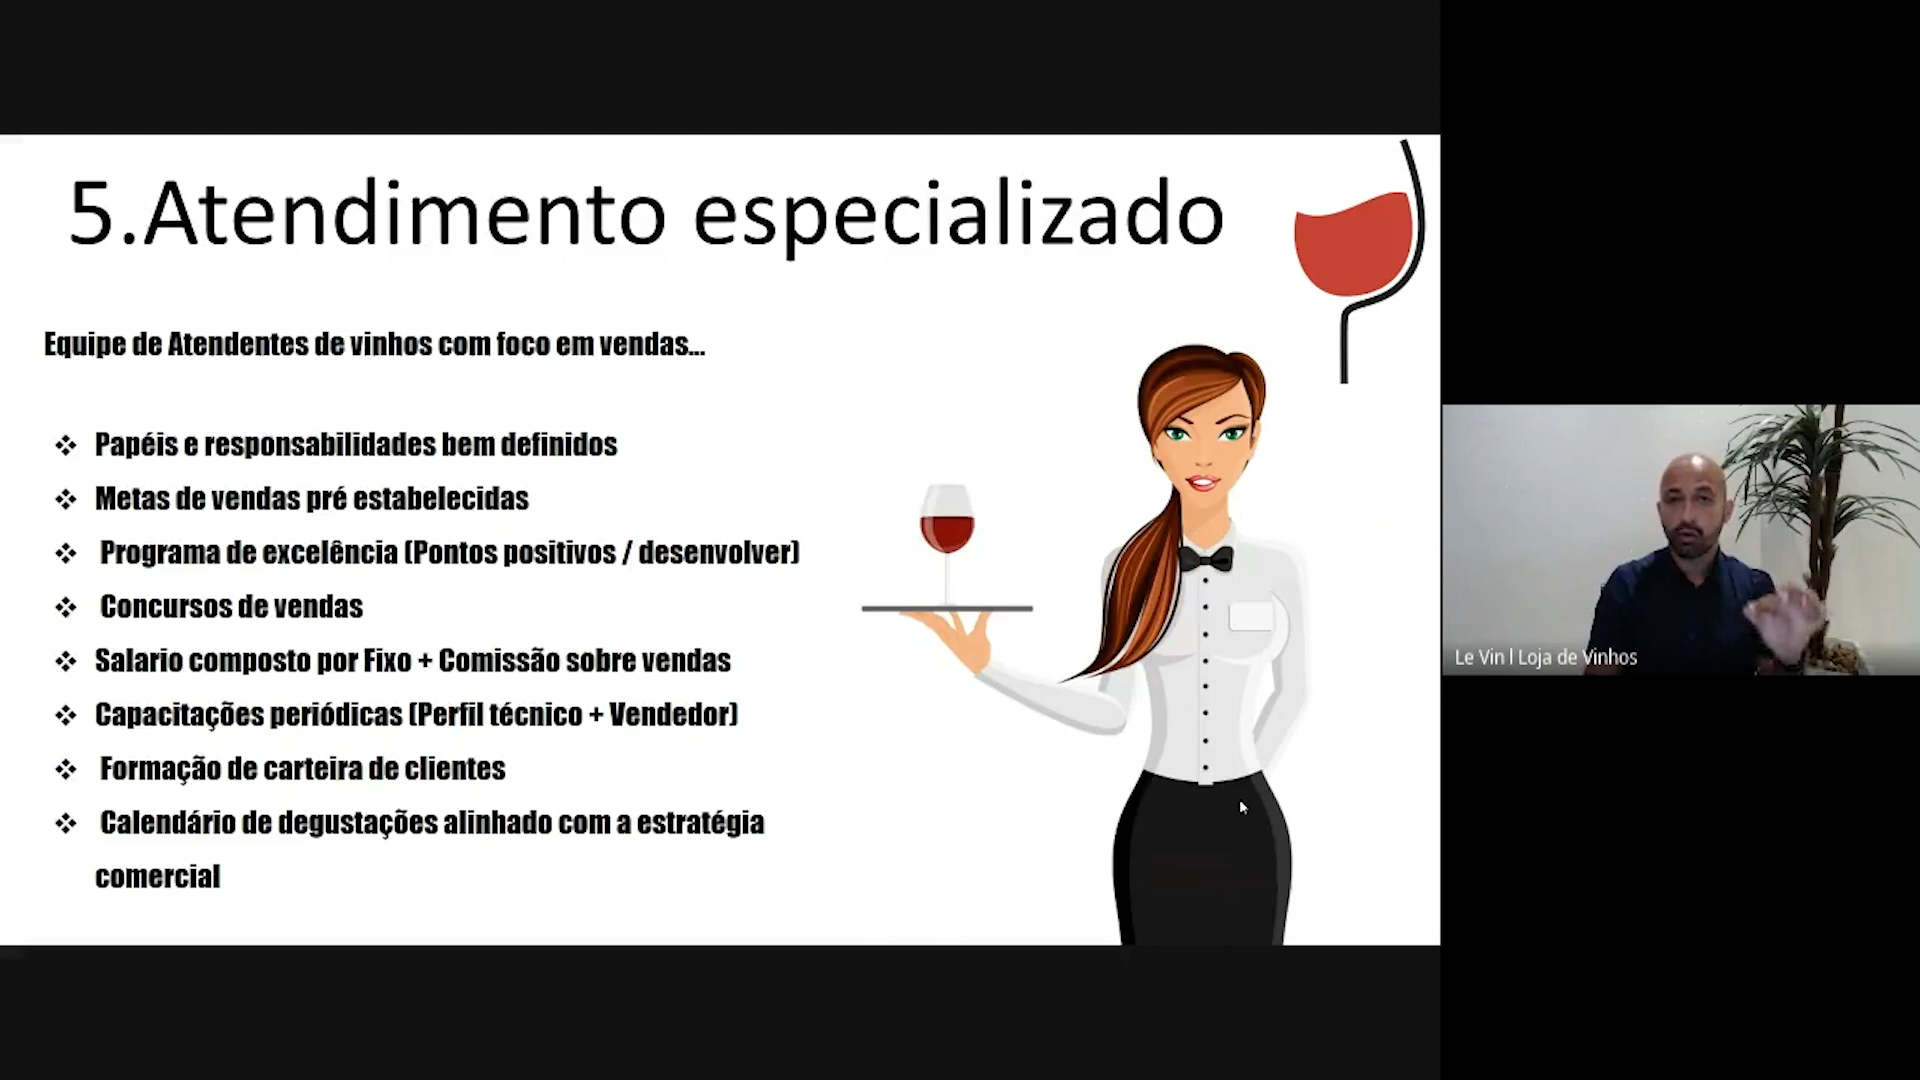 5.Atendimento especializado
Equipe de Atendentes de vinhos com foco em vendas...
Papéis e responsabilidades bem definidos
Metas de vendas pré estabelecidas
Programa de excelência (Pontos positivos / desenvolver)
Concursos de vendas
Salario composto por Fixo + Comissão sobre vendas
Capacitações periódicas (Perfil técnico + Vendedor)
Formação de carteira de clientes
Calendário de degustações alinhado com a estratégia
comercial
Le Vin l Loja de Vinhos